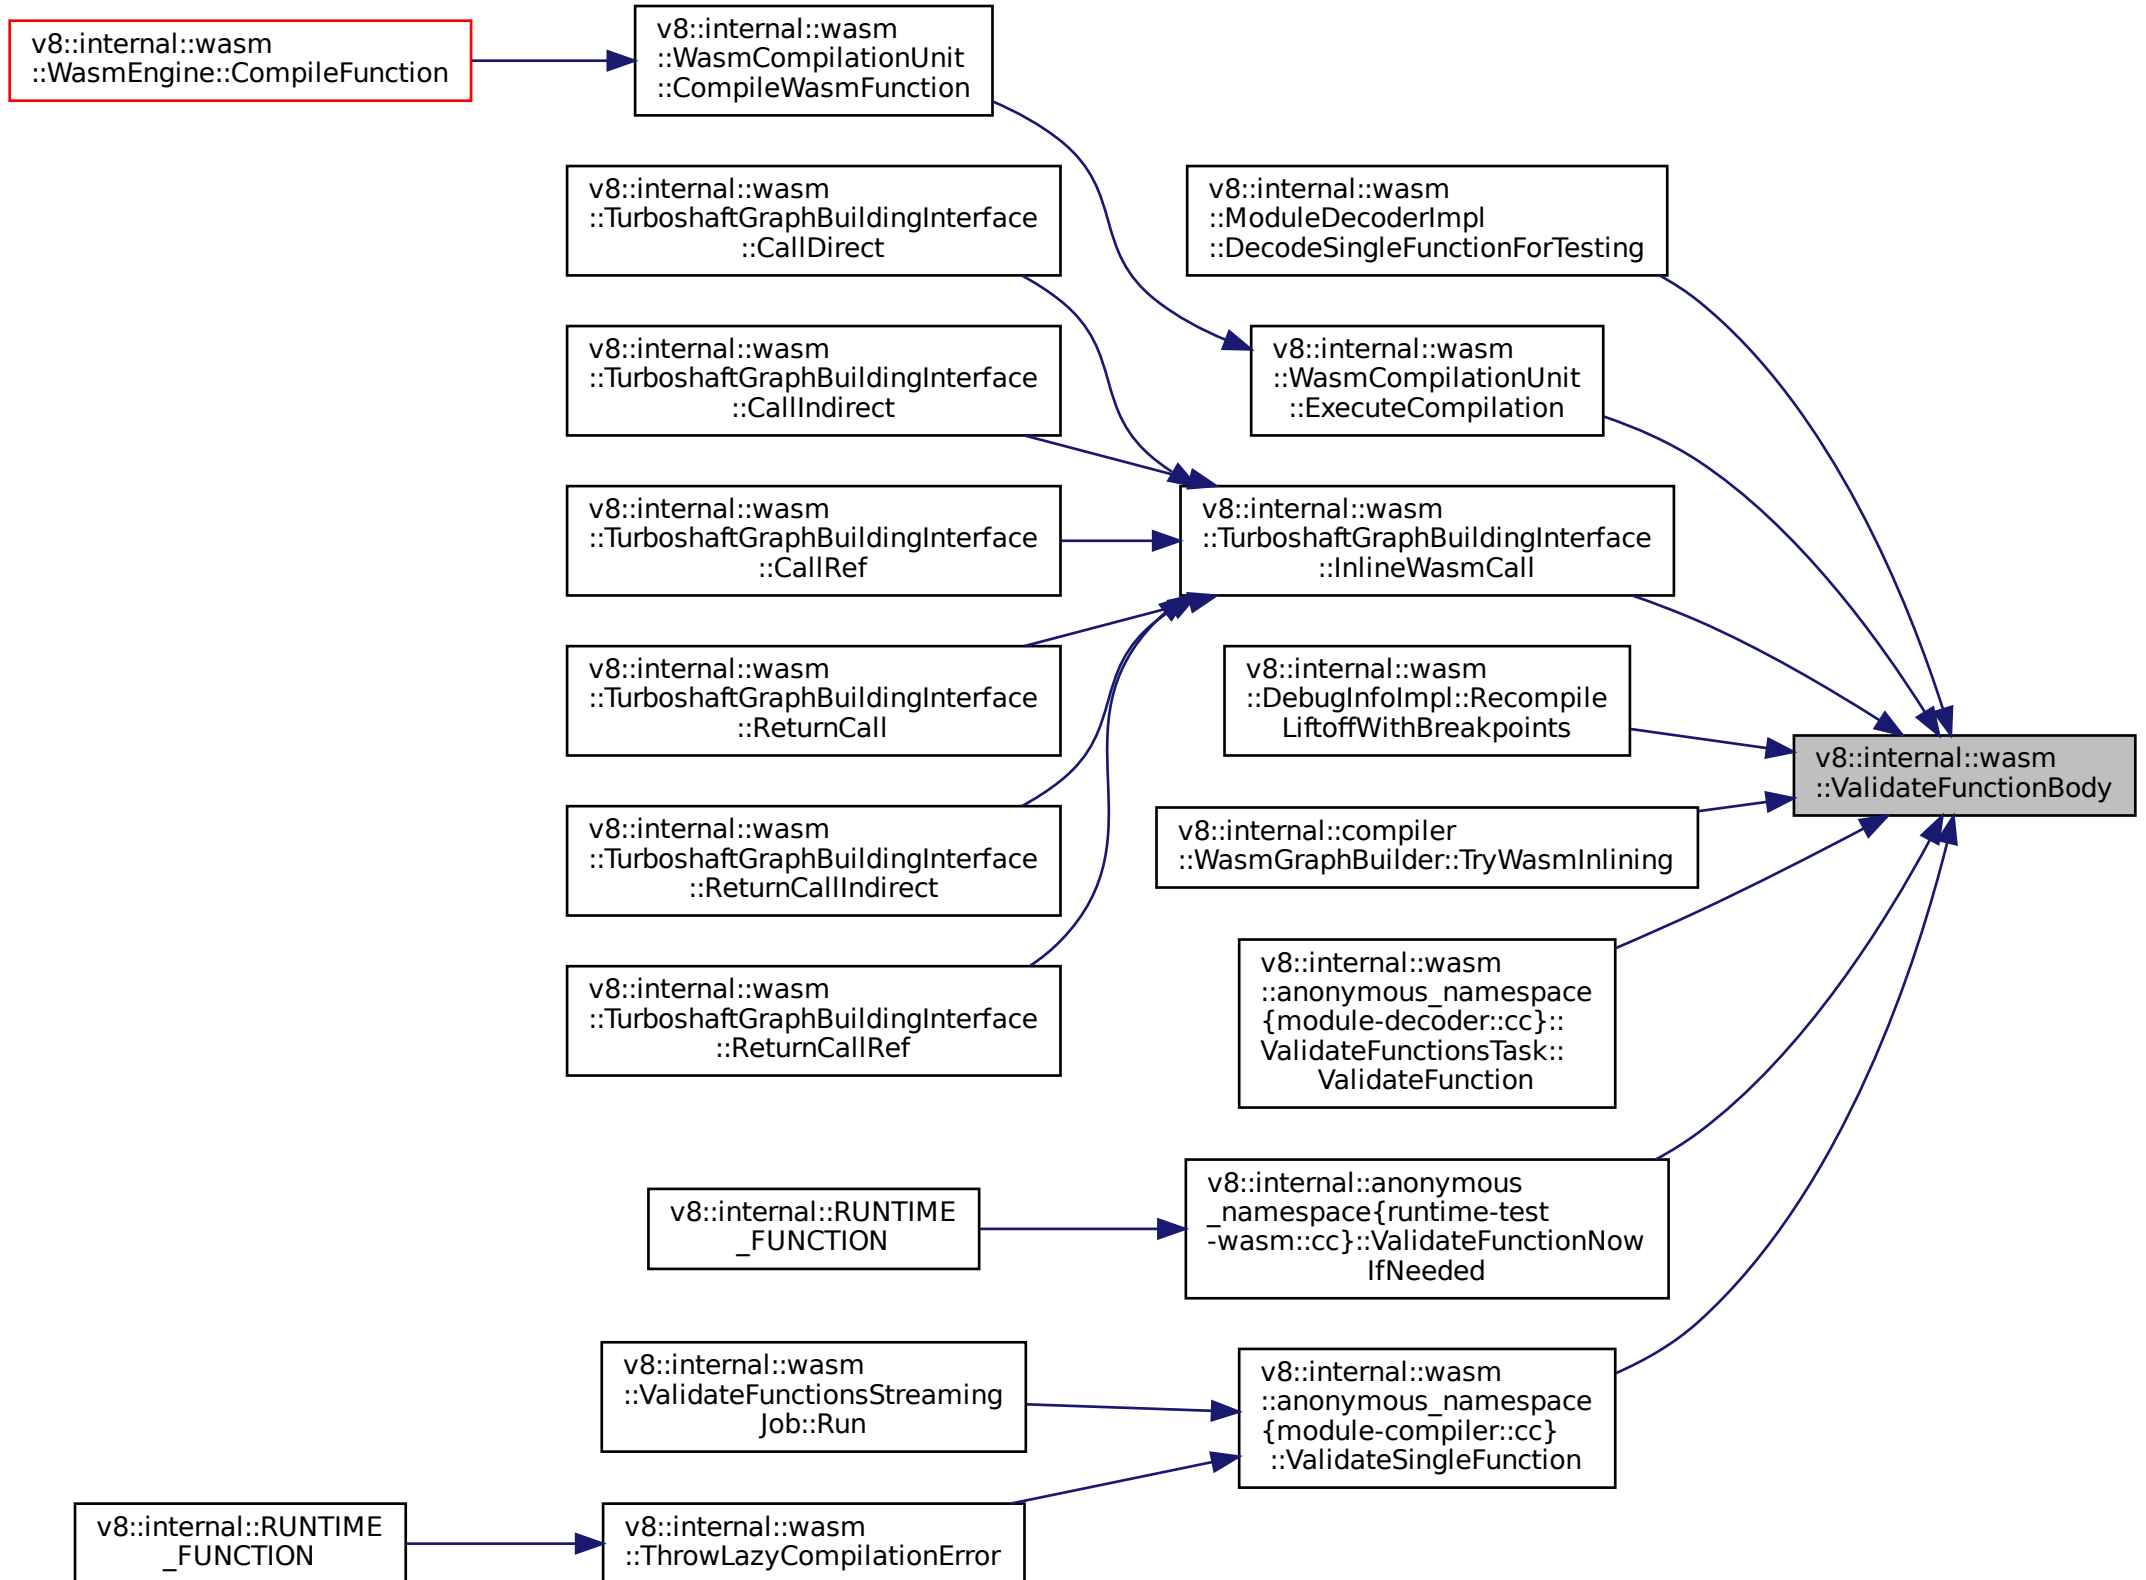 v8::internal::wasm
::WasmEngine::CompileFunction
v8::internal::wasm
::WasmCompilationUnit
::CompileWasmFunction
v8::internal::wasm
::TurboshaftGraphBuildingInterface
::CallDirect
v8::internal::wasm
::ModuleDecoderImpl
::DecodeSingleFunctionForTesting
v8::internal::wasm
::TurboshaftGraphBuildingInterface
::CallIndirect
v8::internal::wasm
::WasmCompilationUnit
::ExecuteCompilation
v8::internal::wasm
::TurboshaftGraphBuildingInterface
::CallRef
v8::internal::wasm
::TurboshaftGraphBuildingInterface
::InlineWasmCall
v8::internal::wasm
::TurboshaftGraphBuildingInterface
::ReturnCall
v8::internal::wasm
::DebugInfoImpl::Recompile
LiftoffWithBreakpoints
v8::internal::wasm
::ValidateFunctionBody
v8::internal::wasm
::TurboshaftGraphBuildingInterface
::ReturnCallIndirect
v8::internal::compiler
::WasmGraphBuilder::TryWasmInlining
v8::internal::wasm
::TurboshaftGraphBuildingInterface
::ReturnCallRef
v8::internal::wasm
::anonymous_namespace
{module-decoder::cc}::
ValidateFunctionsTask::
ValidateFunction
v8::internal::RUNTIME
_FUNCTION
v8::internal::anonymous
_namespace{runtime-test
-wasm::cc}::ValidateFunctionNow
IfNeeded
v8::internal::wasm
::ValidateFunctionsStreaming
Job::Run
v8::internal::wasm
::anonymous_namespace
{module-compiler::cc}
::ValidateSingleFunction
v8::internal::RUNTIME
_FUNCTION
v8::internal::wasm
::ThrowLazyCompilationError